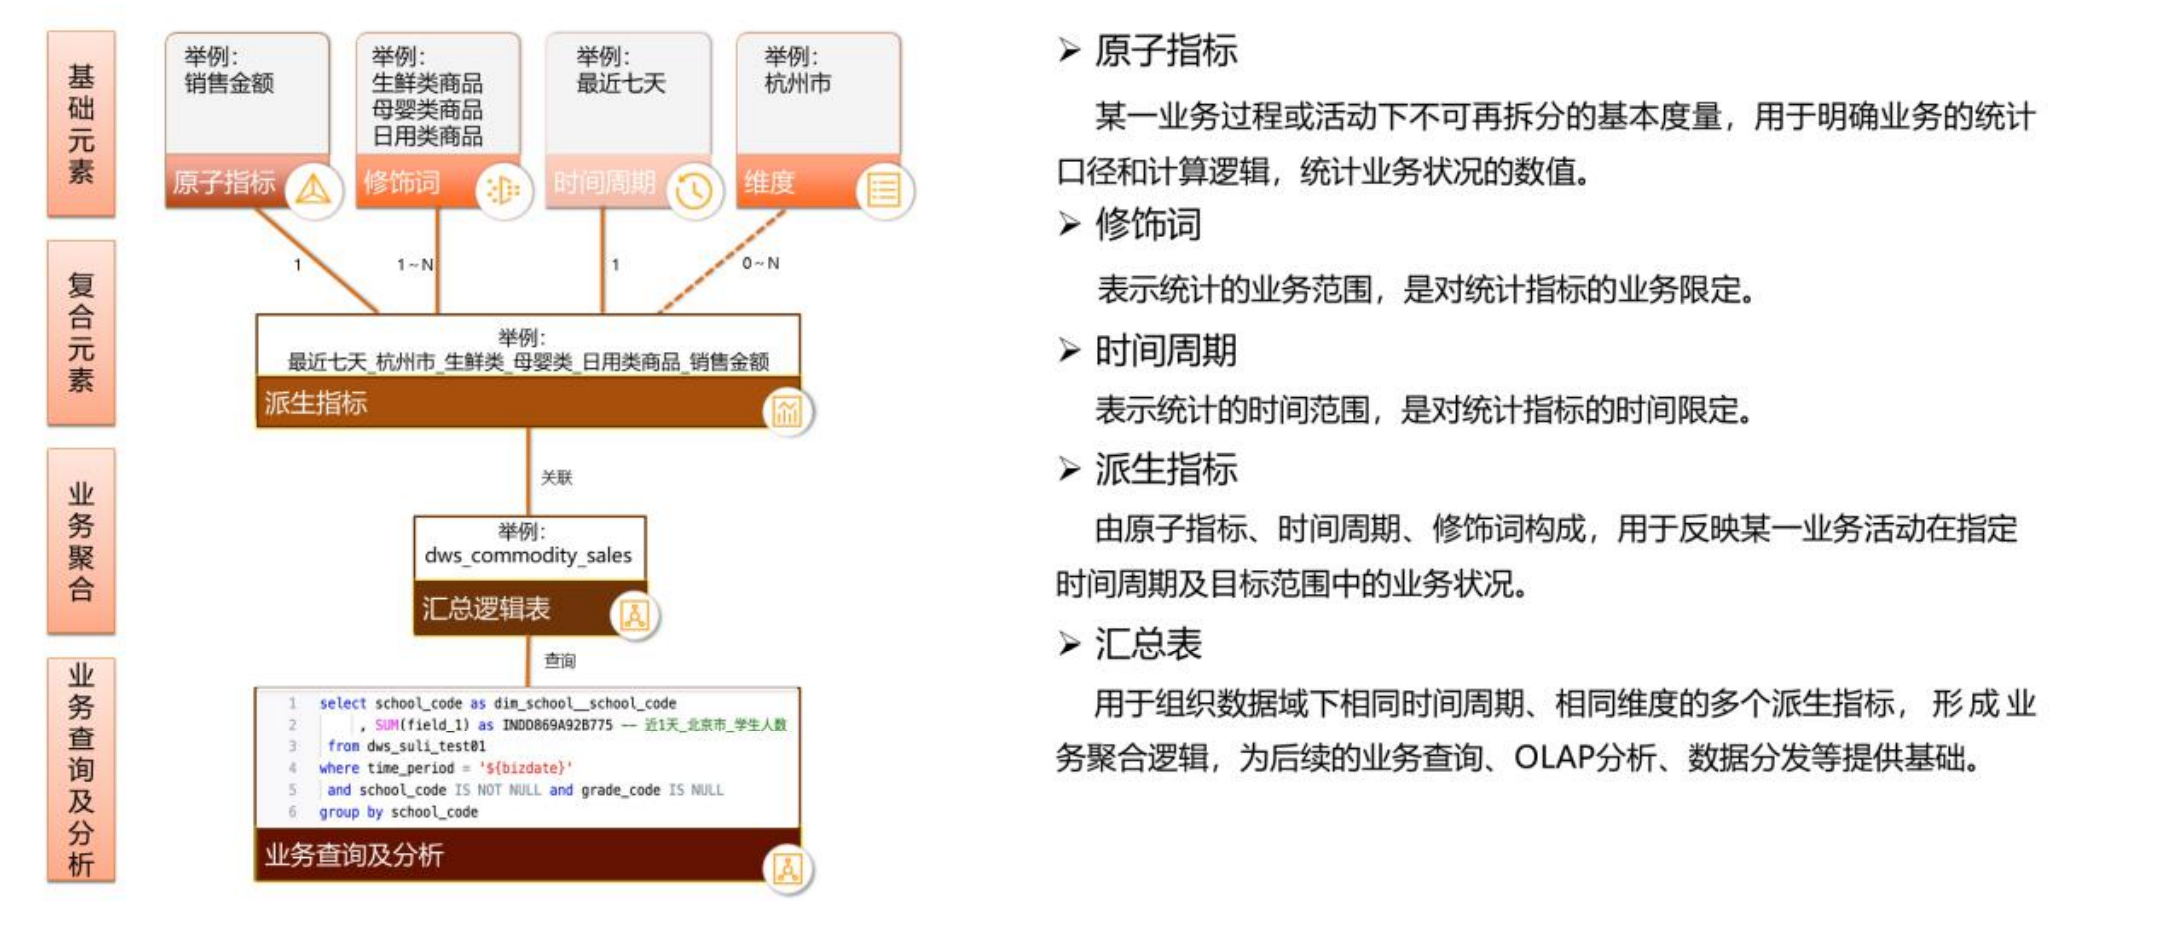 基础元素
举例：
销售金额
原子指标
举例：
生鲜类商品
母婴类商品
日用类商品
修饰词
举例：
最近七天
时间周期
举例：
杭州市
维度
1
1~N
1
0~N
复合元素
举例：
最近七天_杭州市_生鲜类_母婴类_日用类商品_销售金额
派生指标
关联
业务聚合
举例：
dws_commodity_sales
汇总逻辑表
查询
业务查询及分析
1 select school_code as dim_school__school_code
2 , SUM(field_1) as INDD869A92B775 -- 近1天_北京市_学生人数
3 from dws_suli_test01
4 where time_period = '${bizdate}'
5 and school_code IS NOT NULL and grade_code IS NULL
6 group by school_code
业务查询及分析
➢ 原子指标
某一业务过程或活动下不可再拆分的基本度量，用于明确业务的统计
口径和计算逻辑，统计业务状况的数值。
➢ 修饰词
表示统计的业务范围，是对统计指标的业务限定。
➢ 时间周期
表示统计的时间范围，是对统计指标的时间限定。
➢ 派生指标
由原子指标、时间周期、修饰词构成，用于反映某一业务活动在指定
时间周期及目标范围中的业务状况。
➢ 汇总表
用于组织数据域下相同时间周期、相同维度的多个派生指标，形成业
务聚合逻辑，为后续的业务查询、OLAP分析、数据分发等提供基础。